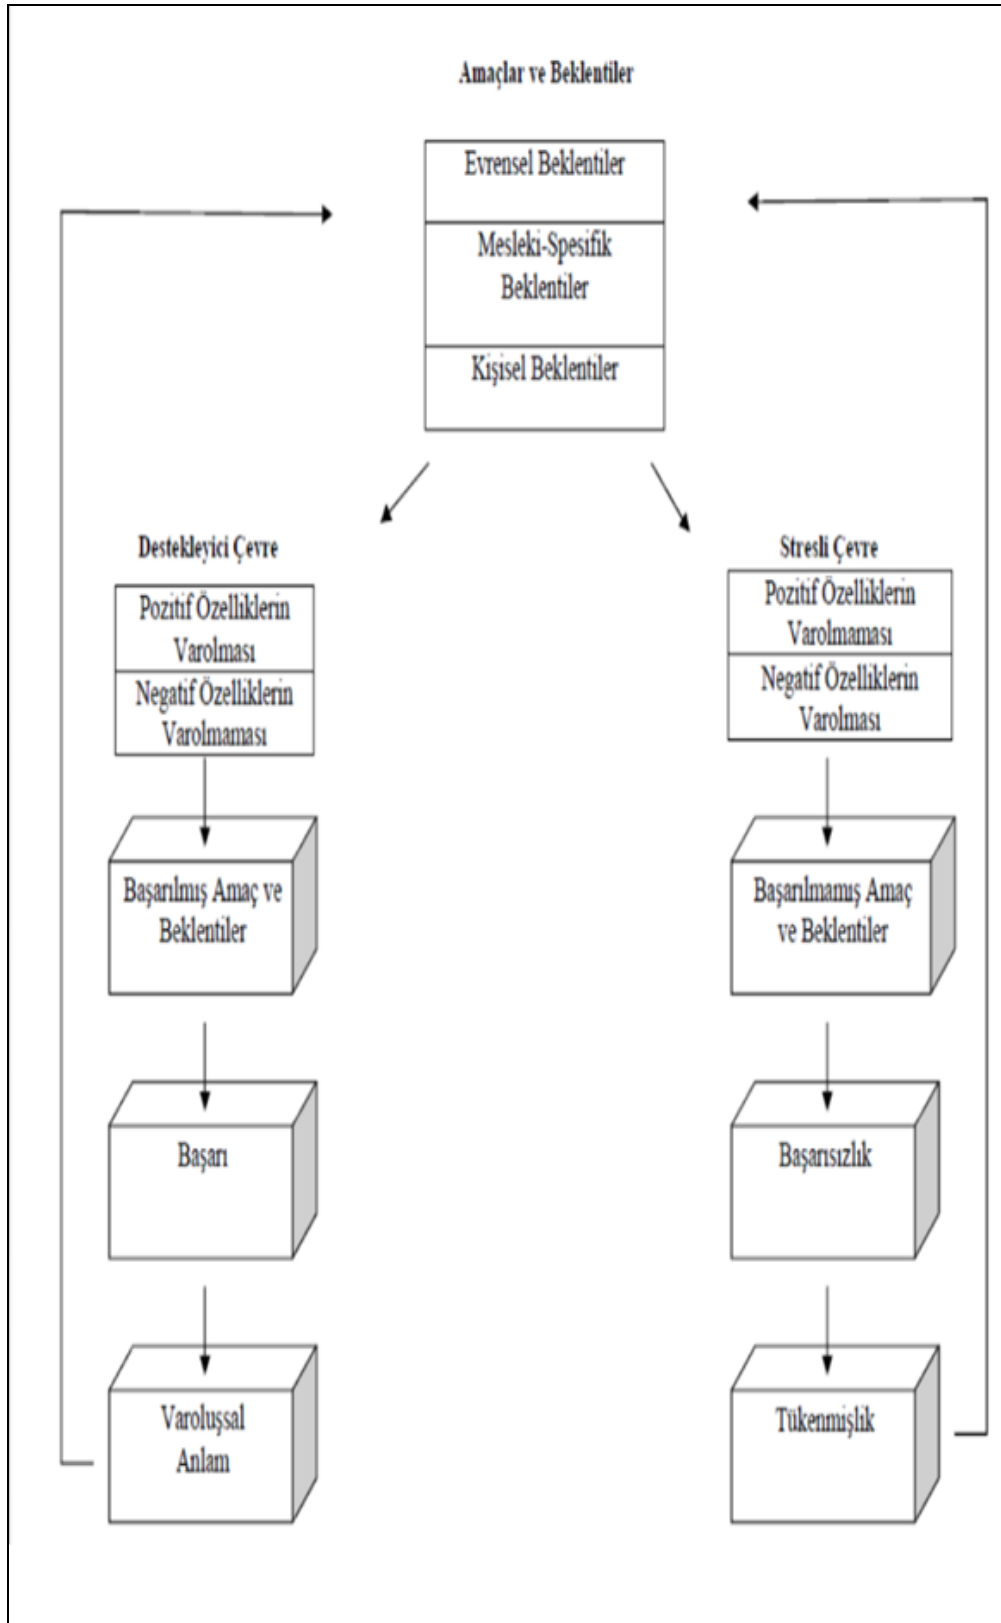 Amaçlar ve Beklentiler
Evrensel Beklentiler
Mesleki-Spesifik
Beklentiler
Kişisel Beklentiler
Destekleyici Çevre
Pozitif Özelliklerin
Varolması
Negatif Özelliklerin
Varolmaması
Başarılmış Amaç ve
Beklentiler
Başarı
Varoluşsal
Anlam
Stresli Çevre
Pozitif Özelliklerin
Varolmaması
Negatif Özelliklerin
Varolması
Başarılmamış Amaç
ve Beklentiler
Başarısızlık
Tükenmişlik